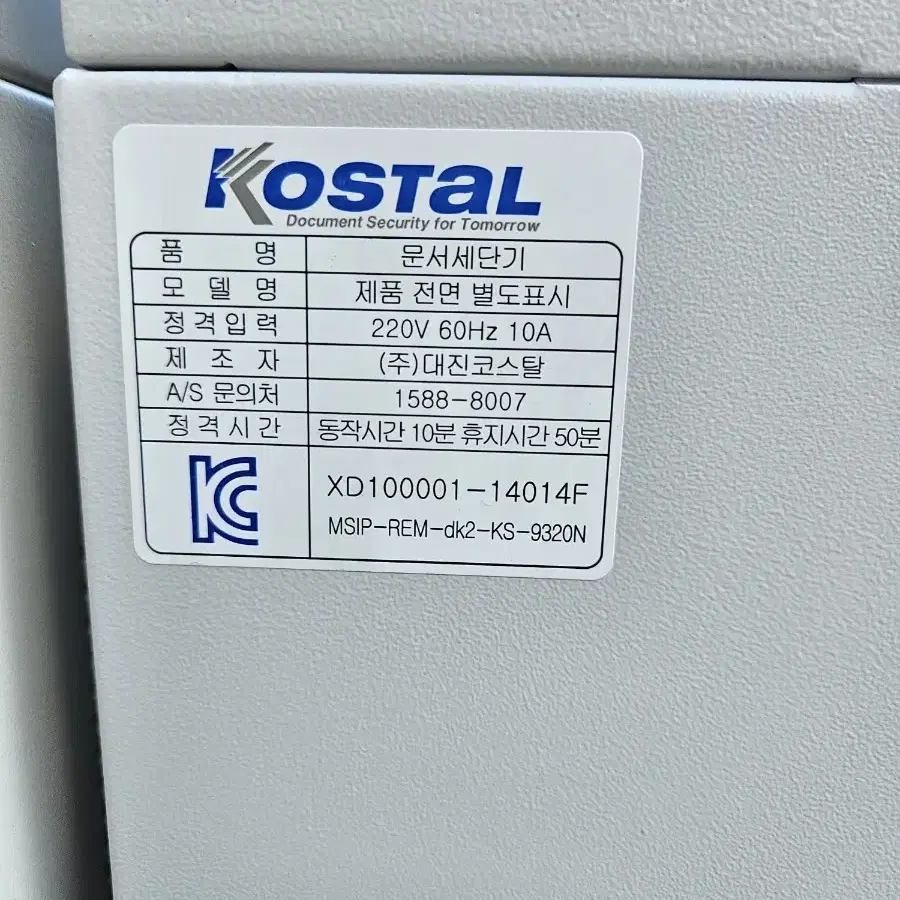 KOSTAL
Document Security for Tomorrow
품 명 문서세단기
모 델 명 제품 전면 별도표시
정격입력 220V 60Hz 10A
제 조 자 (주)대진코스탈
A/S 문의처 1588-8007
정격시간 동작시간 10분 휴지시간 50분
XD100001-14014F
MSIP-REM-dk2-KS-9320N